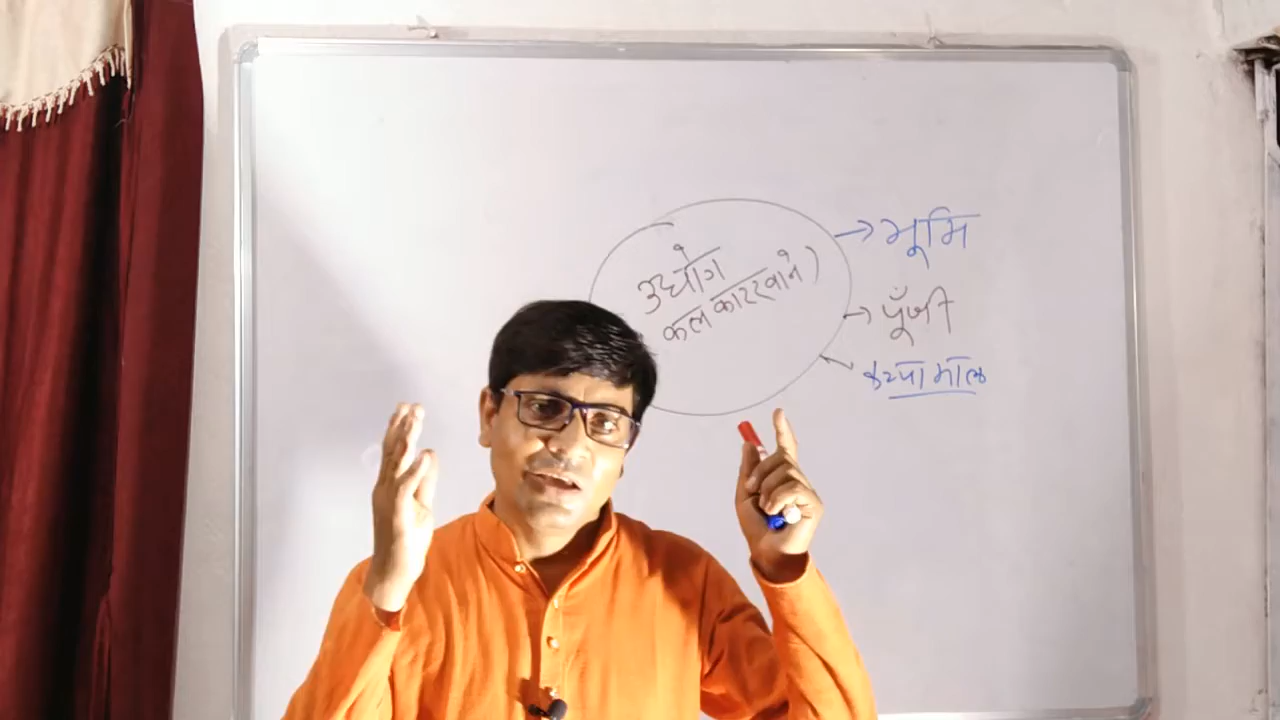 उद्योग
कल कारखाने)
भूमि
पूँजी
कच्चा माल